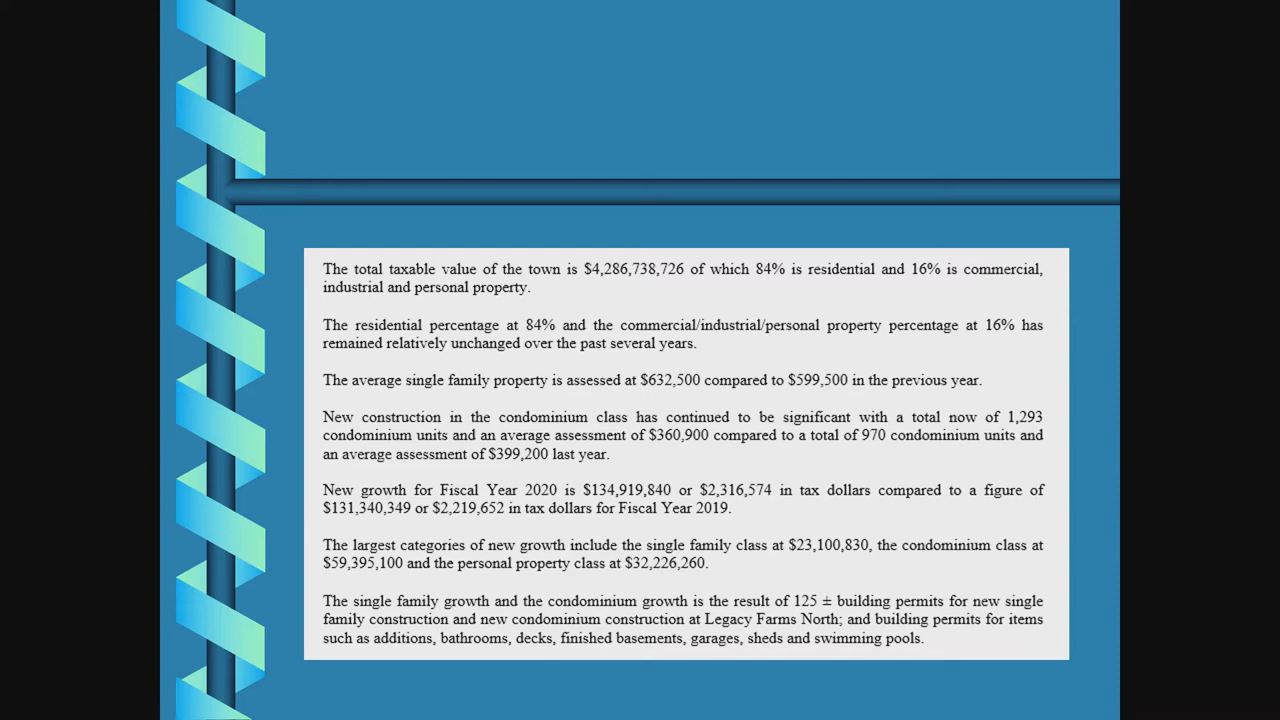 The total taxable value of the town is $4,286,738,726 of which 84% is residential and 16% is commercial,
industrial and personal property.
The residential percentage at 84% and the commercial/industrial/personal property percentage at 16% has
remained relatively unchanged over the past several years.
The average single family property is assessed at $632,500 compared to $599,500 in the previous year.
New construction in the condominium class has continued to be significant with a total now of 1,293
condominium units and an average assessment of $360,900 compared to a total of 970 condominium units and
an average assessment of $399,200 last year.
New growth for Fiscal Year 2020 is $134,919,840 or $2,316,574 in tax dollars compared to a figure of
$131,340,349 or $2,219,652 in tax dollars for Fiscal Year 2019.
The largest categories of new growth include the single family class at $23,100,830, the condominium class at
$59,395,100 and the personal property class at $32,226,260.
The single family growth and the condominium growth is the result of 125 ± building permits for new single
family construction and new condominium construction at Legacy Farms North; and building permits for items
such as additions, bathrooms, decks, finished basements, garages, sheds and swimming pools.